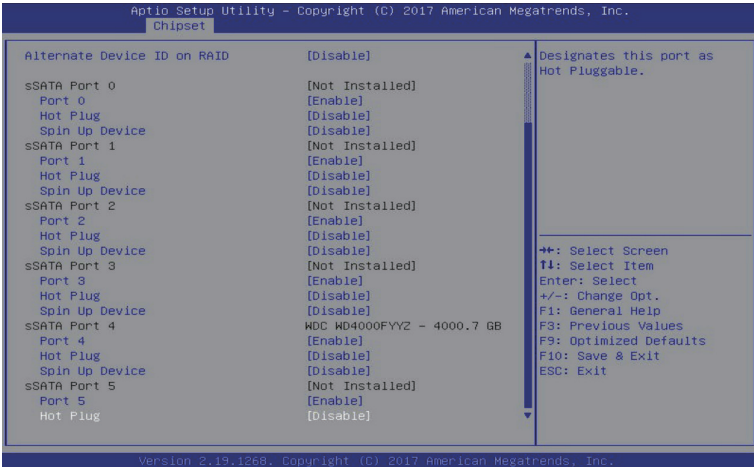 Aptio Setup Utility – Copyright (C) 2017 American Megatrends, Inc.
Chipset
Alternate Device ID on RAID [Disable]
sSATA Port 0 [Not Installed]
Port 0 [Enable]
Hot Plug [Disable]
Spin Up Device [Disable]
sSATA Port 1 [Not Installed]
Port 1 [Enable]
Hot Plug [Disable]
Spin Up Device [Disable]
sSATA Port 2 [Not Installed]
Port 2 [Enable]
Hot Plug [Disable]
Spin Up Device [Disable]
sSATA Port 3 [Not Installed]
Port 3 [Enable]
Hot Plug [Disable]
Spin Up Device [Disable]
sSATA Port 4 WDC WD4000FYYZ – 4000.7 GB
Port 4 [Enable]
Hot Plug [Disable]
Spin Up Device [Disable]
sSATA Port 5 [Not Installed]
Port 5 [Enable]
Hot Plug [Disable]
Designates this port as
Hot Pluggable.
→←: Select Screen
↑↓: Select Item
Enter: Select
+/-: Change Opt.
F1: General Help
F3: Previous Values
F9: Optimized Defaults
F10: Save & Exit
ESC: Exit
Version 2.19.1268. Copyright (C) 2017 American Megatrends, Inc.